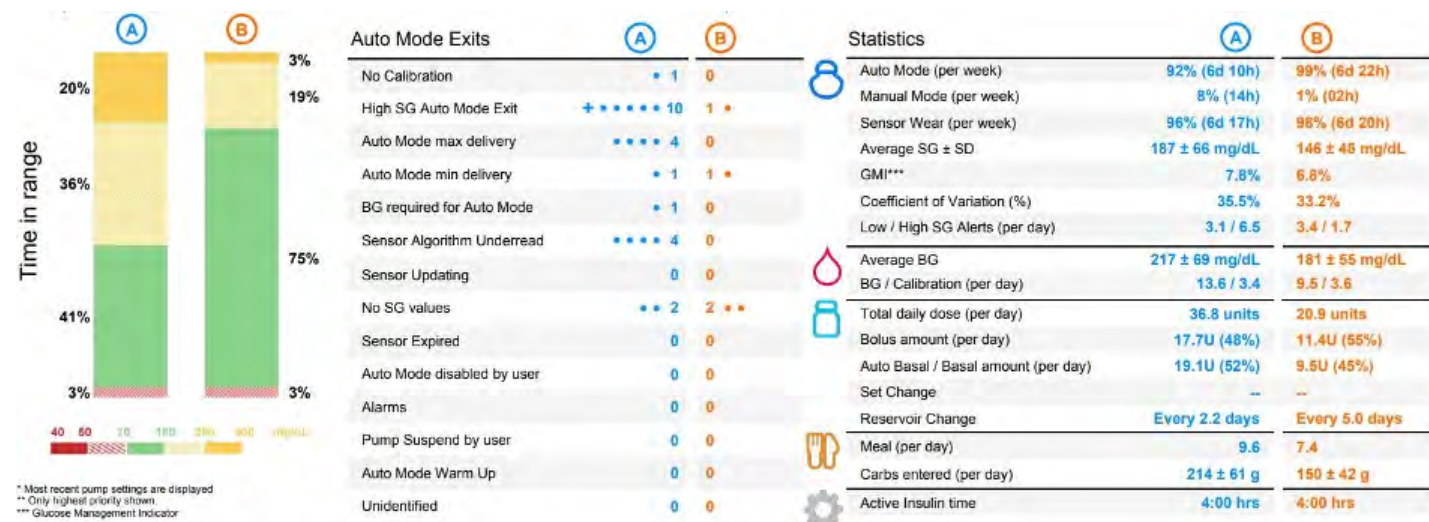 A B
20%
36%
41%
3%
3%
19%
75%
3%
Time in range
40 50 70 180 250 400 mg/dL
* Most recent pump settings are displayed
** Only highest priority shown
*** Glucose Management Indicator
Auto Mode Exits A B
No Calibration 1 0
High SG Auto Mode Exit + 10 1
Auto Mode max delivery 4 0
Auto Mode min delivery 1 1
BG required for Auto Mode 1 0
Sensor Algorithm Underread 4 0
Sensor Updating 0 0
No SG values 2 2
Sensor Expired 0 0
Auto Mode disabled by user 0 0
Alarms 0 0
Pump Suspend by user 0 0
Auto Mode Warm Up 0 0
Unidentified 0 0
Statistics A B
Auto Mode (per week) 92% (6d 10h) 99% (6d 22h)
Manual Mode (per week) 8% (14h) 1% (02h)
Sensor Wear (per week) 96% (6d 17h) 98% (6d 20h)
Average SG ± SD 187 ± 66 mg/dL 146 ± 48 mg/dL
GMI*** 7.8% 6.8%
Coefficient of Variation (%) 35.5% 33.2%
Low / High SG Alerts (per day) 3.1 / 6.5 3.4 / 1.7
Average BG 217 ± 69 mg/dL 181 ± 55 mg/dL
BG / Calibration (per day) 13.6 / 3.4 9.5 / 3.6
Total daily dose (per day) 36.8 units 20.9 units
Bolus amount (per day) 17.7U (48%) 11.4U (55%)
Auto Basal / Basal amount (per day) 19.1U (52%) 9.5U (45%)
Set Change -- --
Reservoir Change Every 2.2 days Every 5.0 days
Meal (per day) 9.6 7.4
Carbs entered (per day) 214 ± 61 g 150 ± 42 g
Active Insulin time 4:00 hrs 4:00 hrs